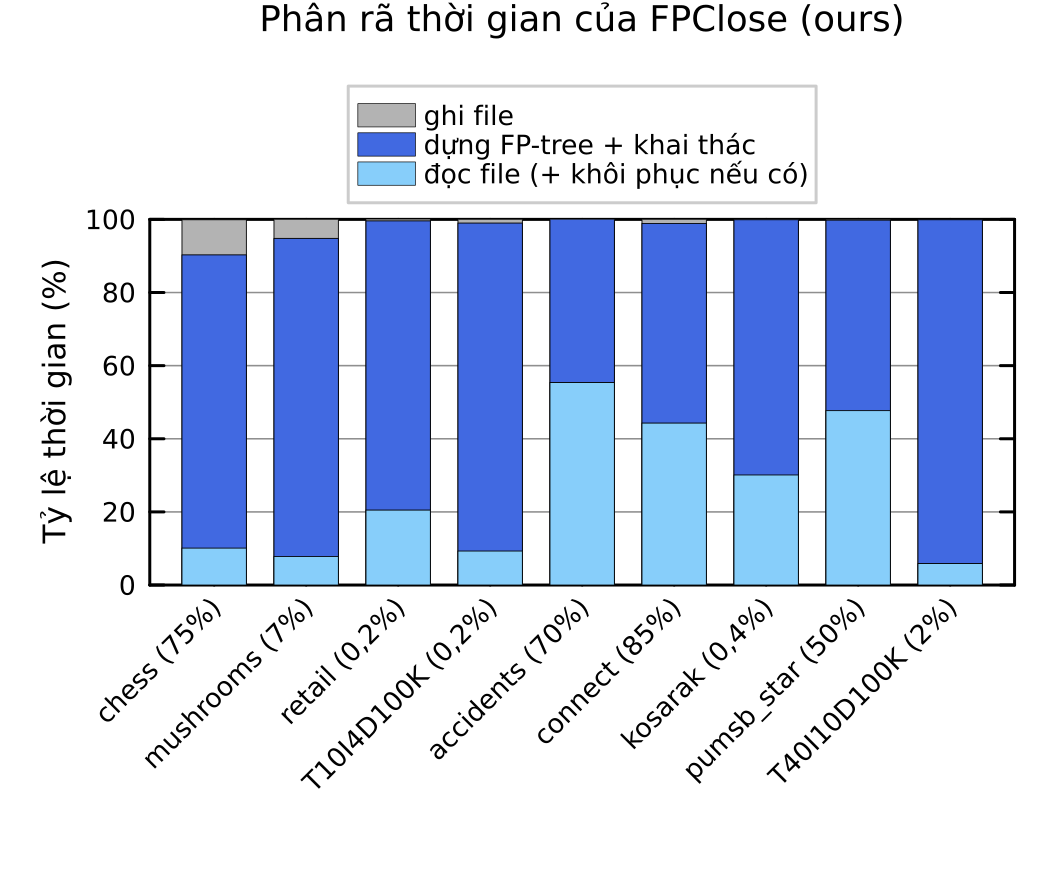 Phân rã thời gian của FPClose (ours)
ghi file
dựng FP-tree + khai thác
đọc file (+ khôi phục nếu có)
Tỷ lệ thời gian (%)
100
80
60
40
20
0
chess (75%)
mushrooms (7%)
retail (0,2%)
T10I4D100K (0,2%)
accidents (70%)
connect (85%)
kosarak (0,4%)
pumsb_star (50%)
T40I10D100K (2%)